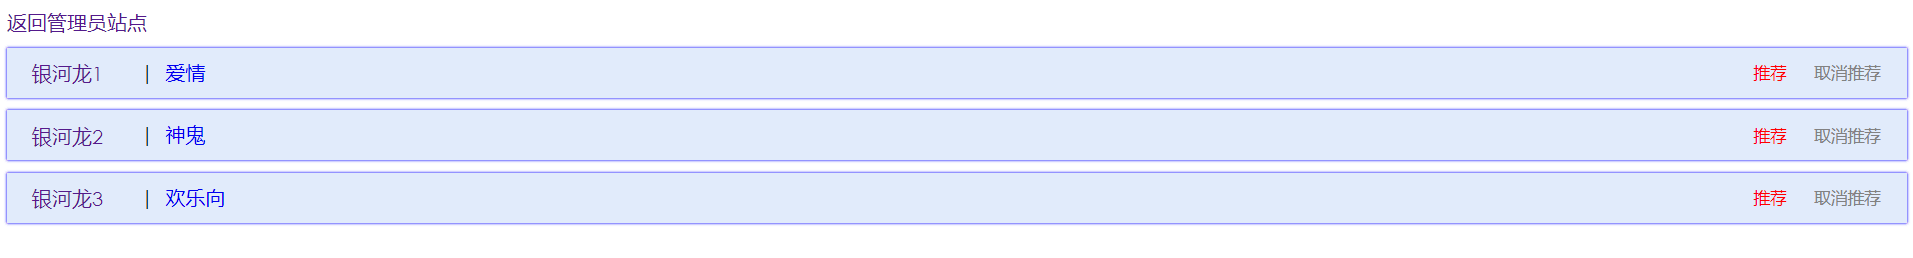 返回管理员站点
银河龙1 | 爱情 推荐 取消推荐
银河龙2 | 神鬼 推荐 取消推荐
银河龙3 | 欢乐向 推荐 取消推荐